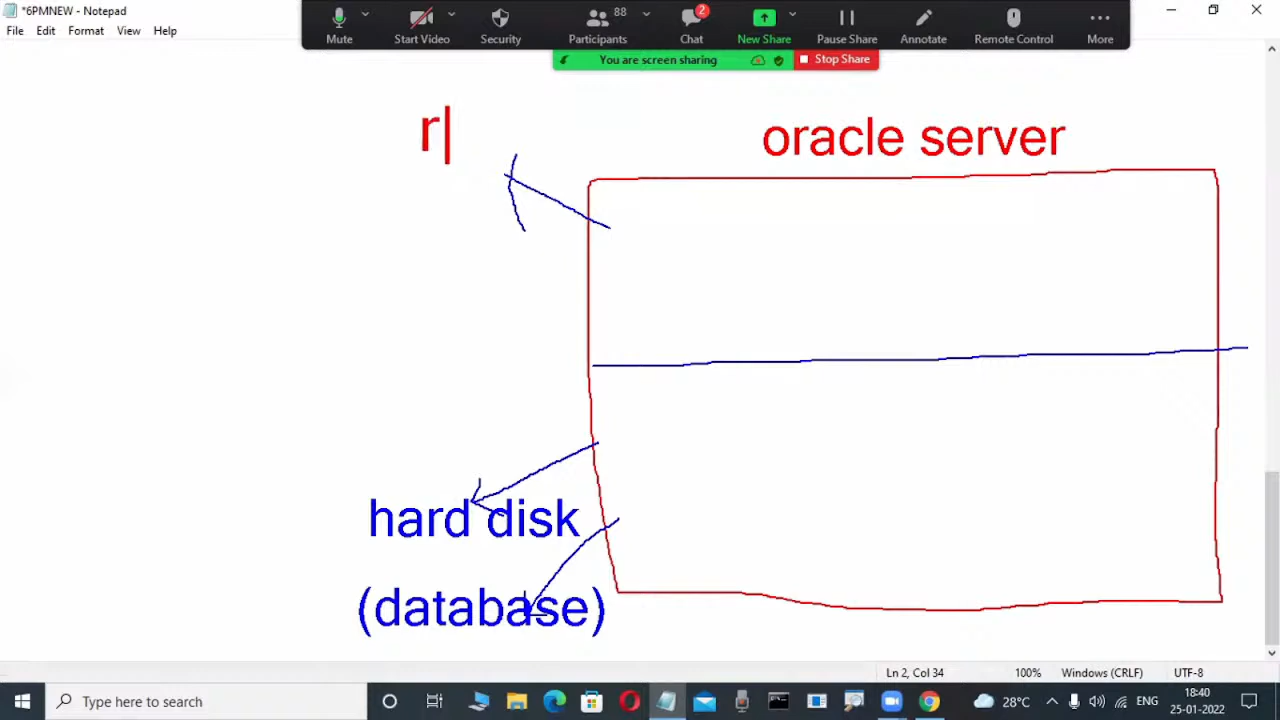 *6PMNEW - Notepad
File Edit Format View Help
Mute Start Video Security Participants 88 Chat 2 New Share Pause Share Annotate Remote Control More
You are screen sharing Stop Share
r
oracle server
hard disk
(database)
Ln 2, Col 34 100% Windows (CRLF) UTF-8
Type here to search
28°C ENG 18:40
25-01-2022